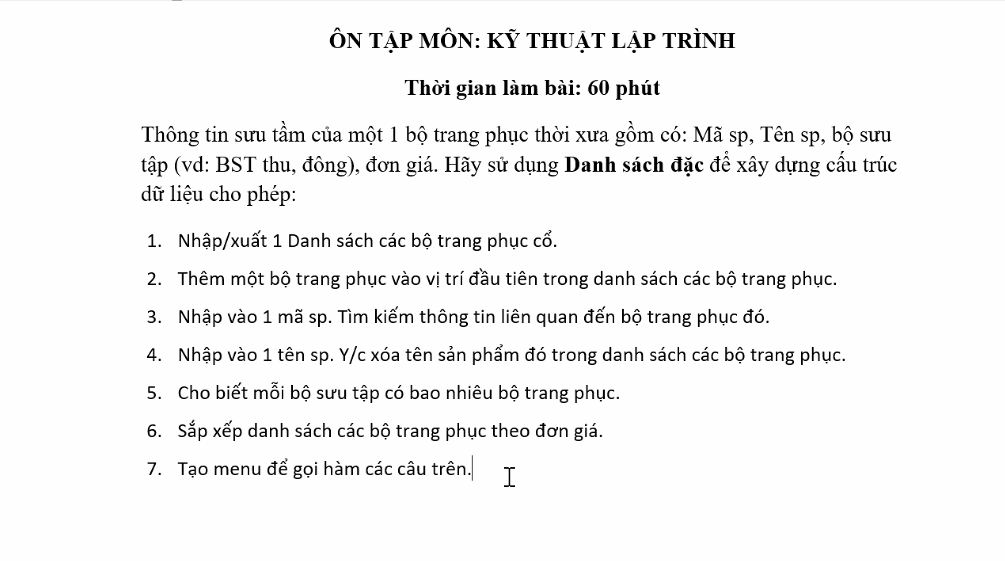 ÔN TẬP MÔN: KỸ THUẬT LẬP TRÌNH
Thời gian làm bài: 60 phút
Thông tin sưu tầm của một 1 bộ trang phục thời xưa gồm có: Mã sp, Tên sp, bộ sưu
tập (vd: BST thu, đông), đơn giá. Hãy sử dụng Danh sách đặc để xây dựng cấu trúc
dữ liệu cho phép:
1. Nhập/xuất 1 Danh sách các bộ trang phục cổ.
2. Thêm một bộ trang phục vào vị trí đầu tiên trong danh sách các bộ trang phục.
3. Nhập vào 1 mã sp. Tìm kiếm thông tin liên quan đến bộ trang phục đó.
4. Nhập vào 1 tên sp. Y/c xóa tên sản phẩm đó trong danh sách các bộ trang phục.
5. Cho biết mỗi bộ sưu tập có bao nhiêu bộ trang phục.
6. Sắp xếp danh sách các bộ trang phục theo đơn giá.
7. Tạo menu để gọi hàm các câu trên.